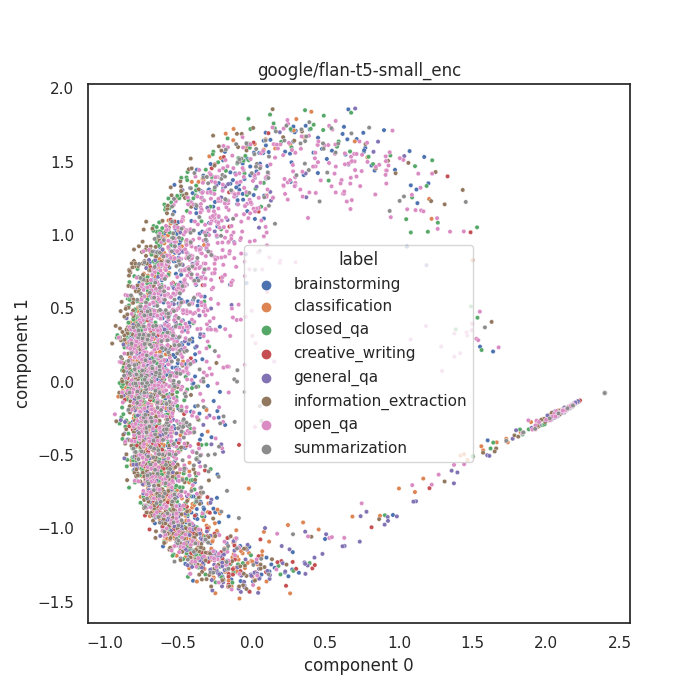 google/flan-t5-small_enc
component 1
2.0
1.5
1.0
0.5
0.0
−0.5
−1.0
−1.5
label
brainstorming
classification
closed_qa
creative_writing
general_qa
information_extraction
open_qa
summarization
−1.0 −0.5 0.0 0.5 1.0 1.5 2.0 2.5
component 0